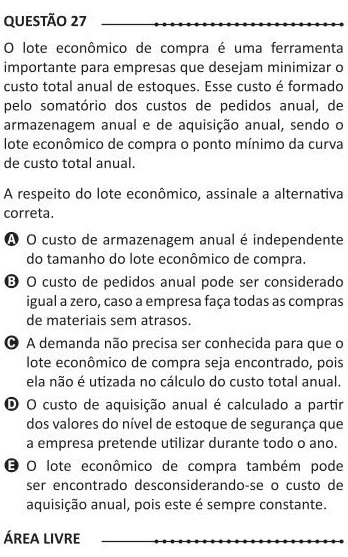 QUESTÃO 27
O lote econômico de compra é uma ferramenta
importante para empresas que desejam minimizar o
custo total anual de estoques. Esse custo é formado
pelo somatório dos custos de pedidos anual, de
armazenagem anual e de aquisição anual, sendo o
lote econômico de compra o ponto mínimo da curva
de custo total anual.
A respeito do lote econômico, assinale a alternativa
correta.
A O custo de armazenagem anual é independente
do tamanho do lote econômico de compra.
B O custo de pedidos anual pode ser considerado
igual a zero, caso a empresa faça todas as compras
de materiais sem atrasos.
C A demanda não precisa ser conhecida para que o
lote econômico de compra seja encontrado, pois
ela não é utizada no cálculo do custo total anual.
D O custo de aquisição anual é calculado a partir
dos valores do nível de estoque de segurança que
a empresa pretende utilizar durante todo o ano.
E O lote econômico de compra também pode
ser encontrado desconsiderando-se o custo de
aquisição anual, pois este é sempre constante.
ÁREA LIVRE